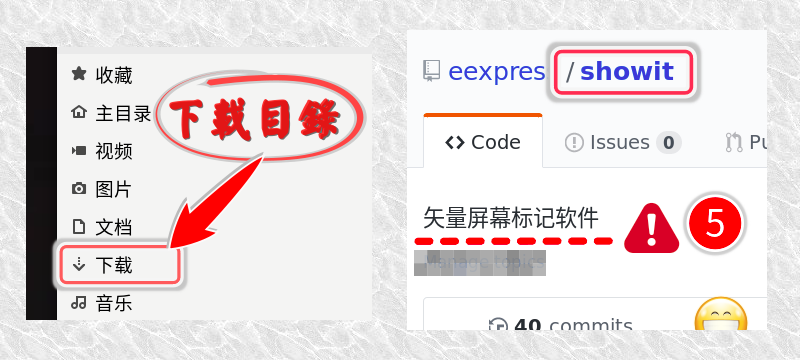 收藏
主目录
视频
图片
文档
下载
音乐
下载目錄
eexpres/showit
Code
Issues 0
Pu
矢量屏幕标记软件
5
40 commits